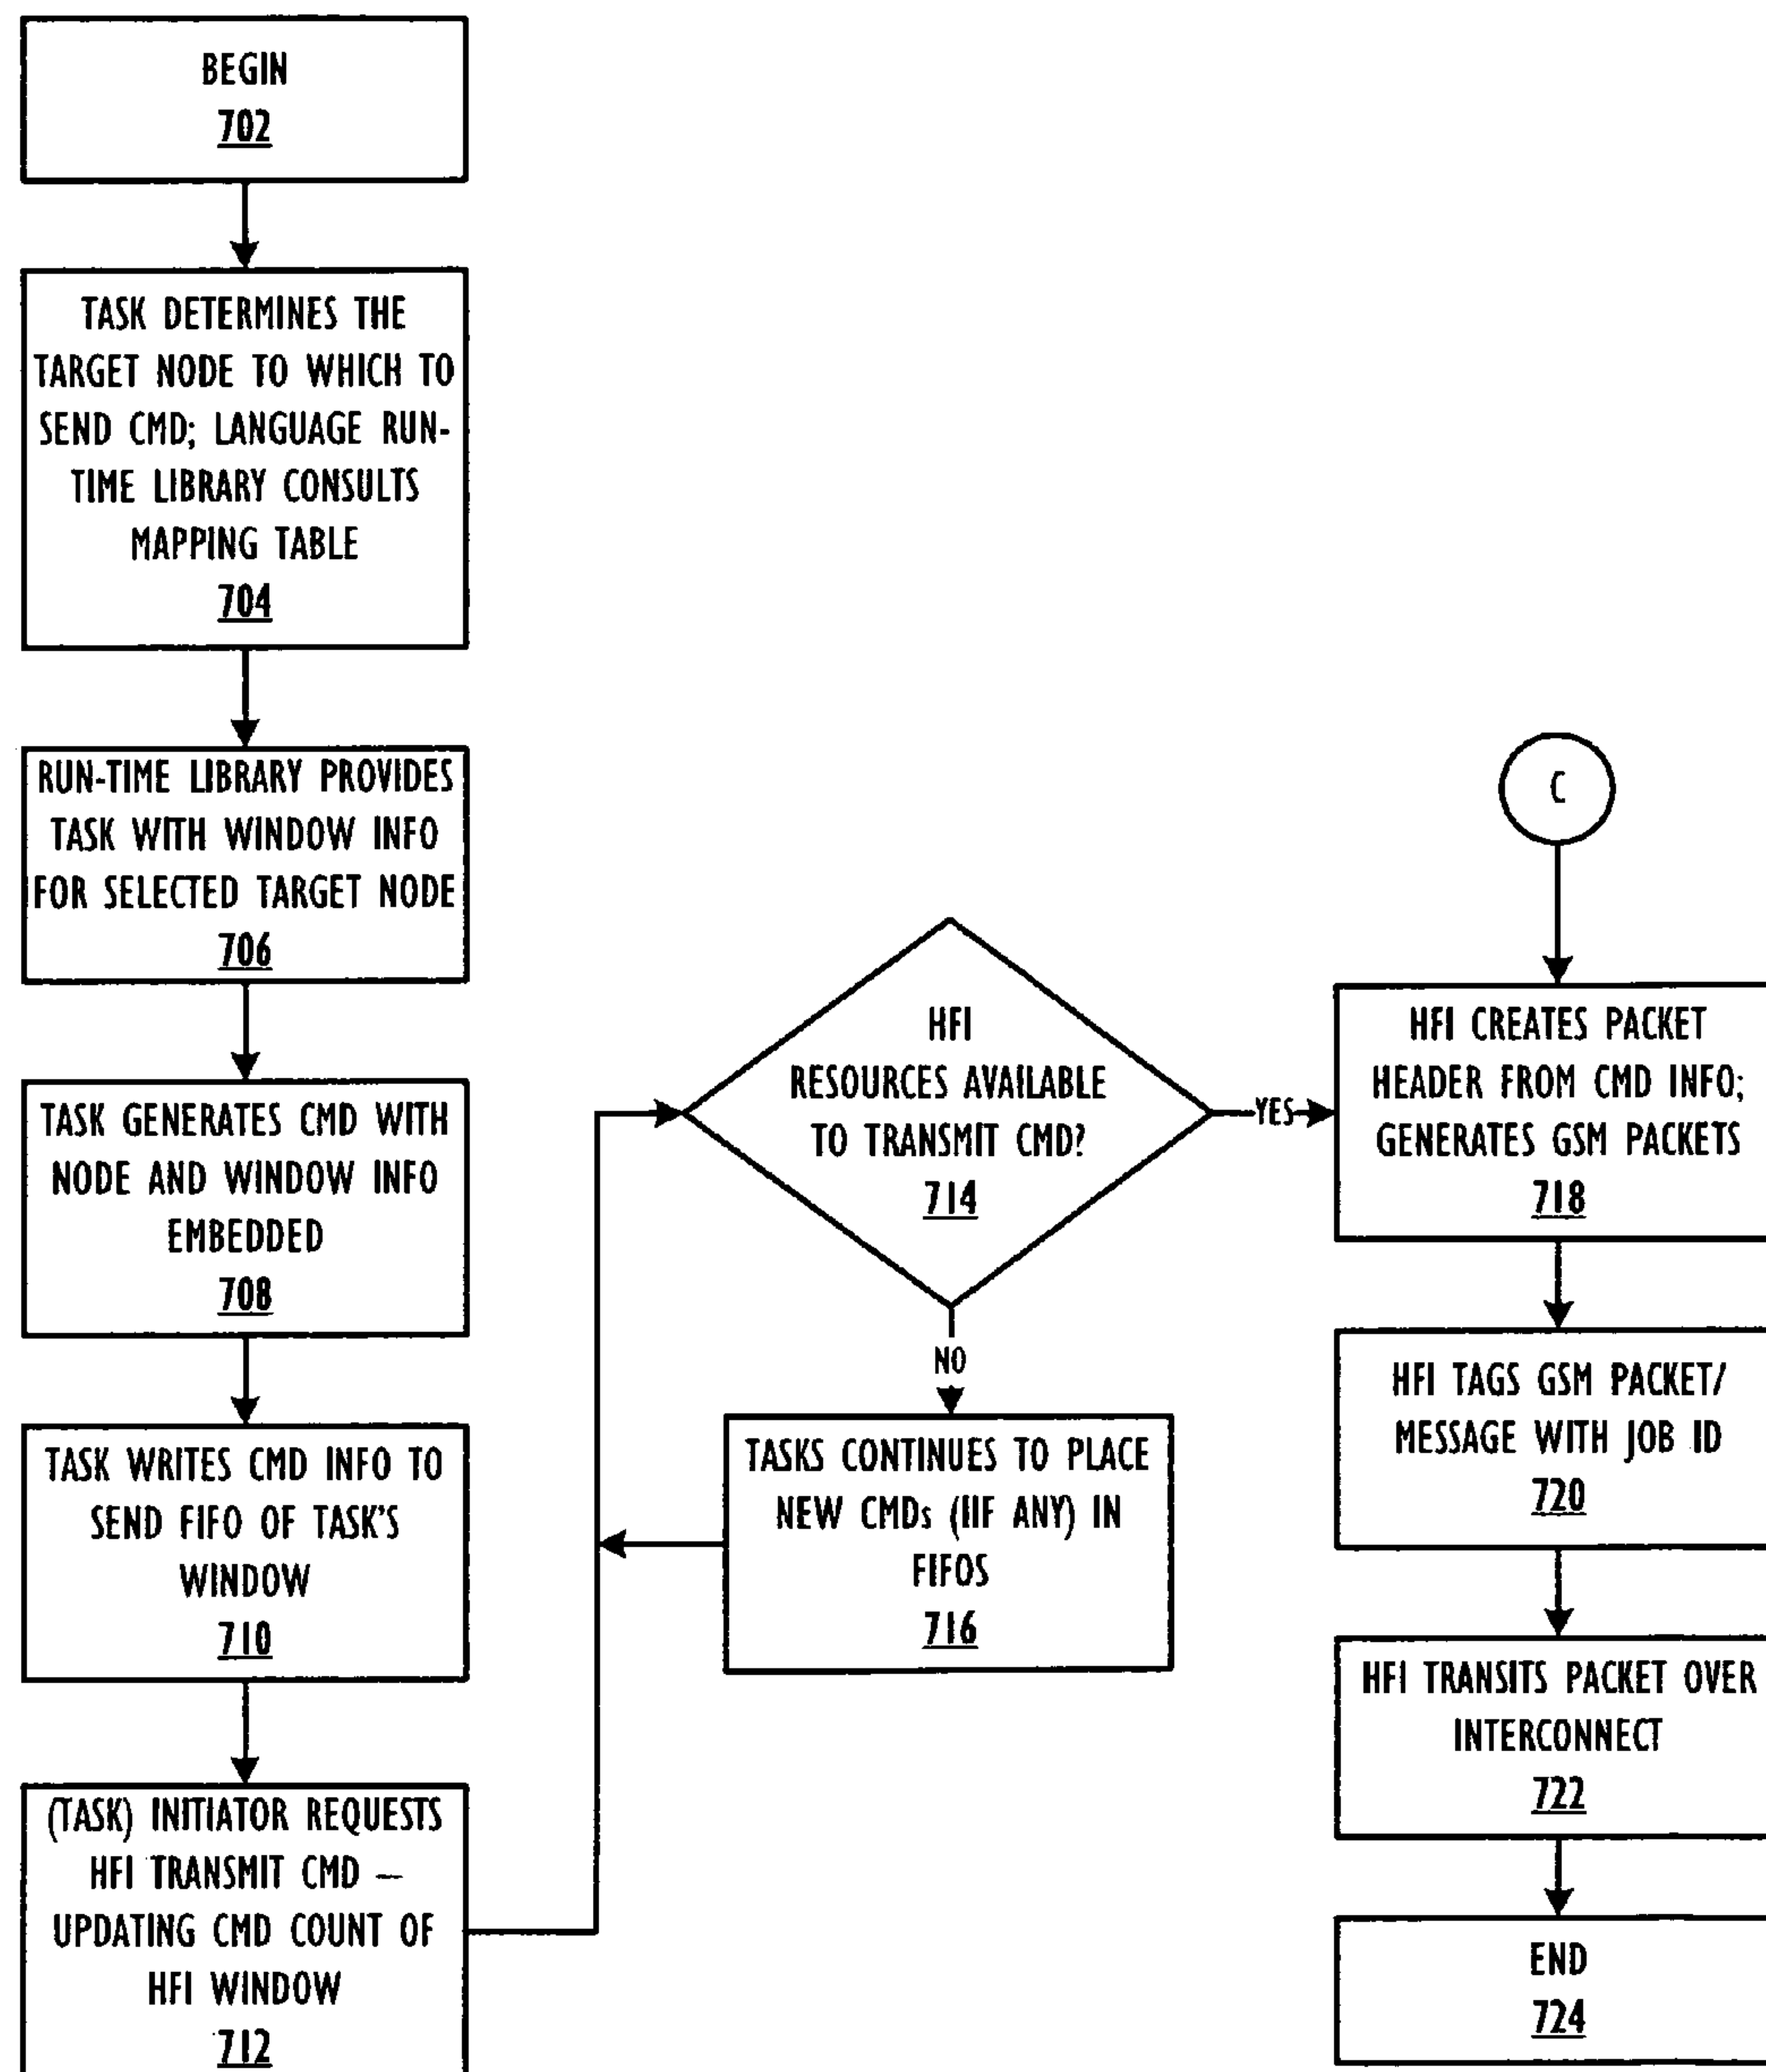 BEGIN
702
TASK DETERMINES THE
TARGET NODE TO WHICH TO
SEND CMD; LANGUAGE RUN-
TIME LIBRARY CONSULTS
MAPPING TABLE
704
RUN-TIME LIBRARY PROVIDES
TASK WITH WINDOW INFO
FOR SELECTED TARGET NODE
706
TASK GENERATES CMD WITH
NODE AND WINDOW INFO
EMBEDDED
708
TASK WRITES CMD INFO TO
SEND FIFO OF TASK'S
WINDOW
710
(TASK) INITIATOR REQUESTS
HFI TRANSMIT CMD –
UPDATING CMD COUNT OF
HFI WINDOW
712
HFI
RESOURCES AVAILABLE
TO TRANSMIT CMD?
714
YES
NO
TASKS CONTINUES TO PLACE
NEW CMDs (IIF ANY) IN
FIFOS
716
C
HFI CREATES PACKET
HEADER FROM CMD INFO;
GENERATES GSM PACKETS
718
HFI TAGS GSM PACKET/
MESSAGE WITH JOB ID
720
HFI TRANSITS PACKET OVER
INTERCONNECT
722
END
724